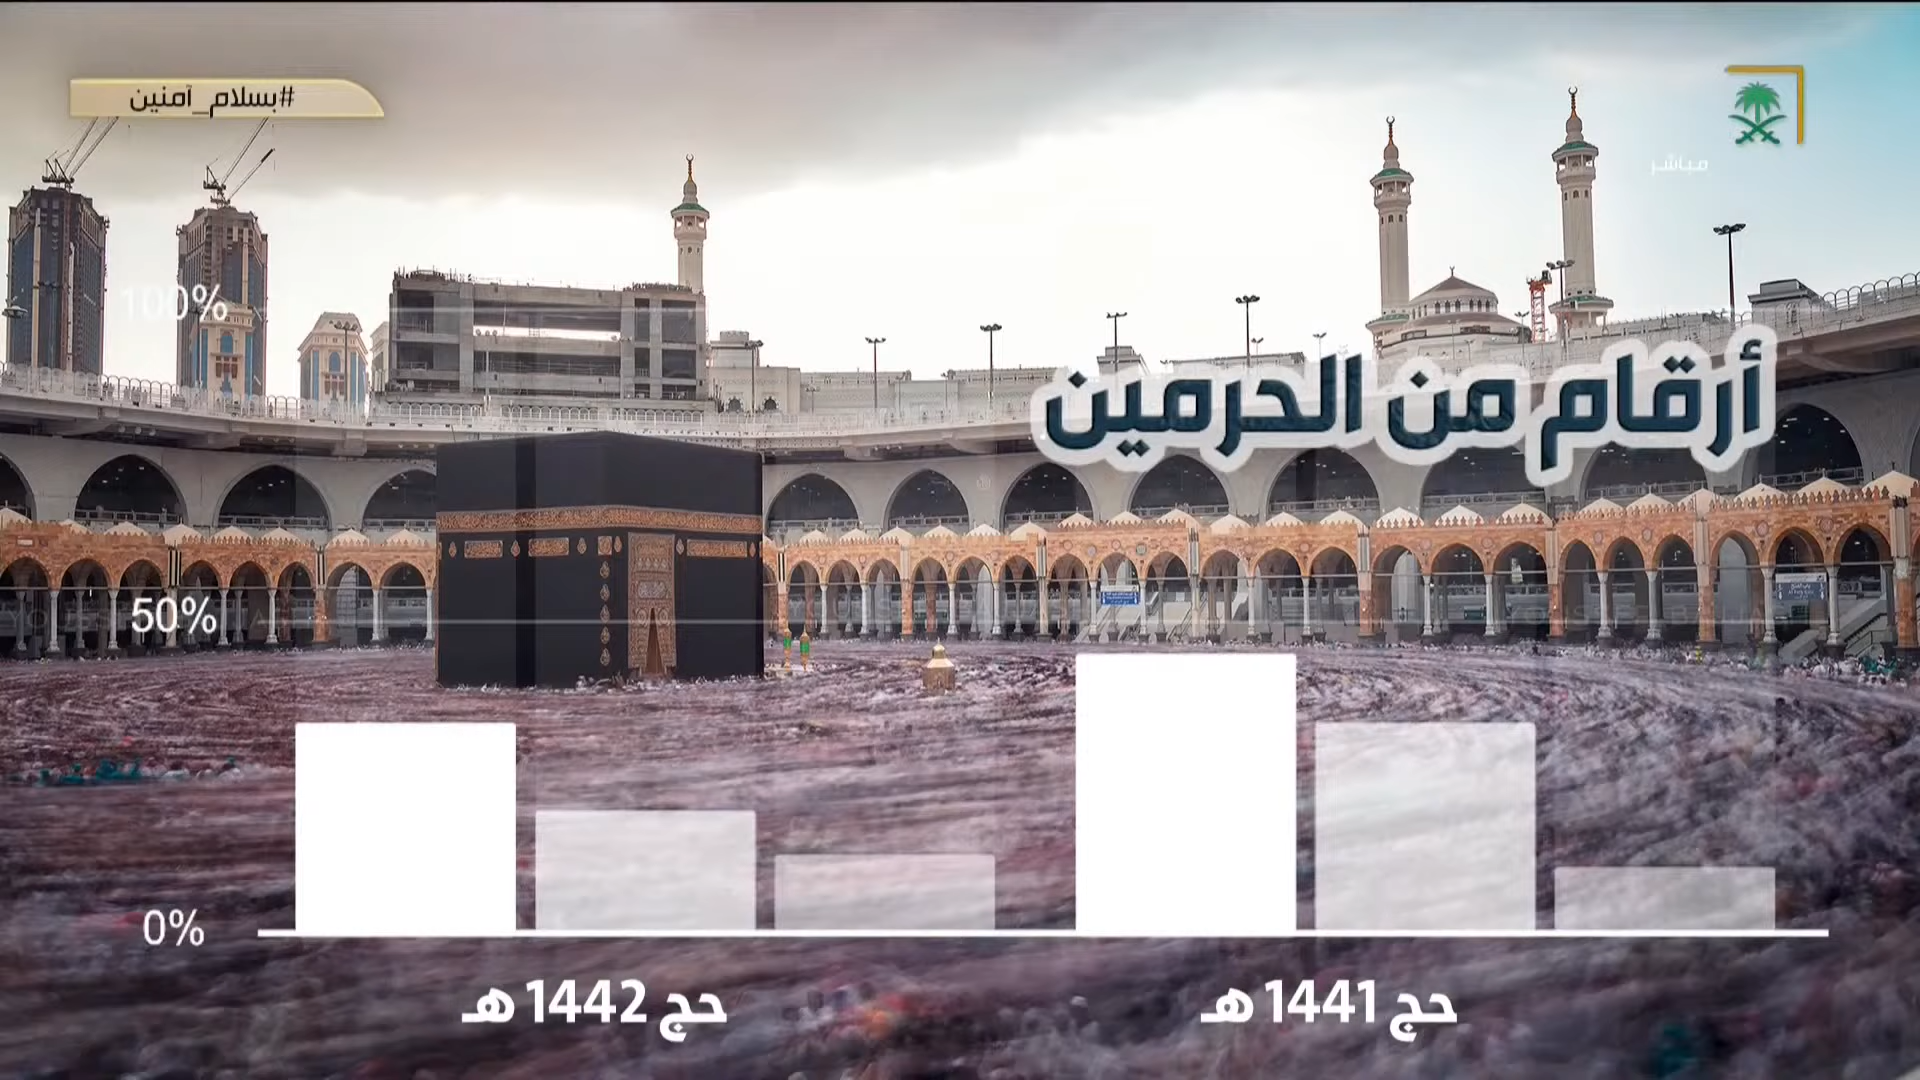 #بسلام_آمنين
مباشر
أرقام من الحرمين
100%
50%
0%
حج 1441 هـ
حج 1442 هـ